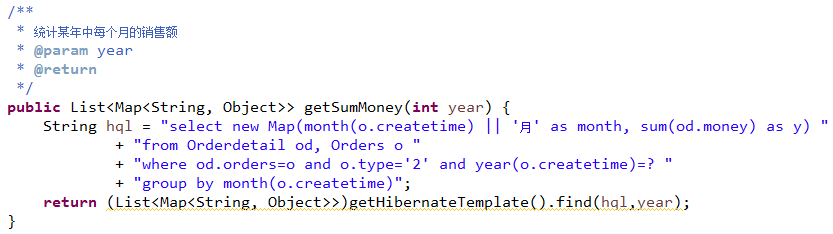 /**
 * 统计某年中每个月的销售额
 * @param year
 * @return
 */
public List<Map<String, Object>> getSumMoney(int year) {
    String hql = "select new Map(month(o.createtime) || '月' as month, sum(od.money) as y) "
            + "from Orderdetail od, Orders o "
            + "where od.orders=o and o.type='2' and year(o.createtime)=? "
            + "group by month(o.createtime)";
    return (List<Map<String, Object>>)getHibernateTemplate().find(hql,year);
}